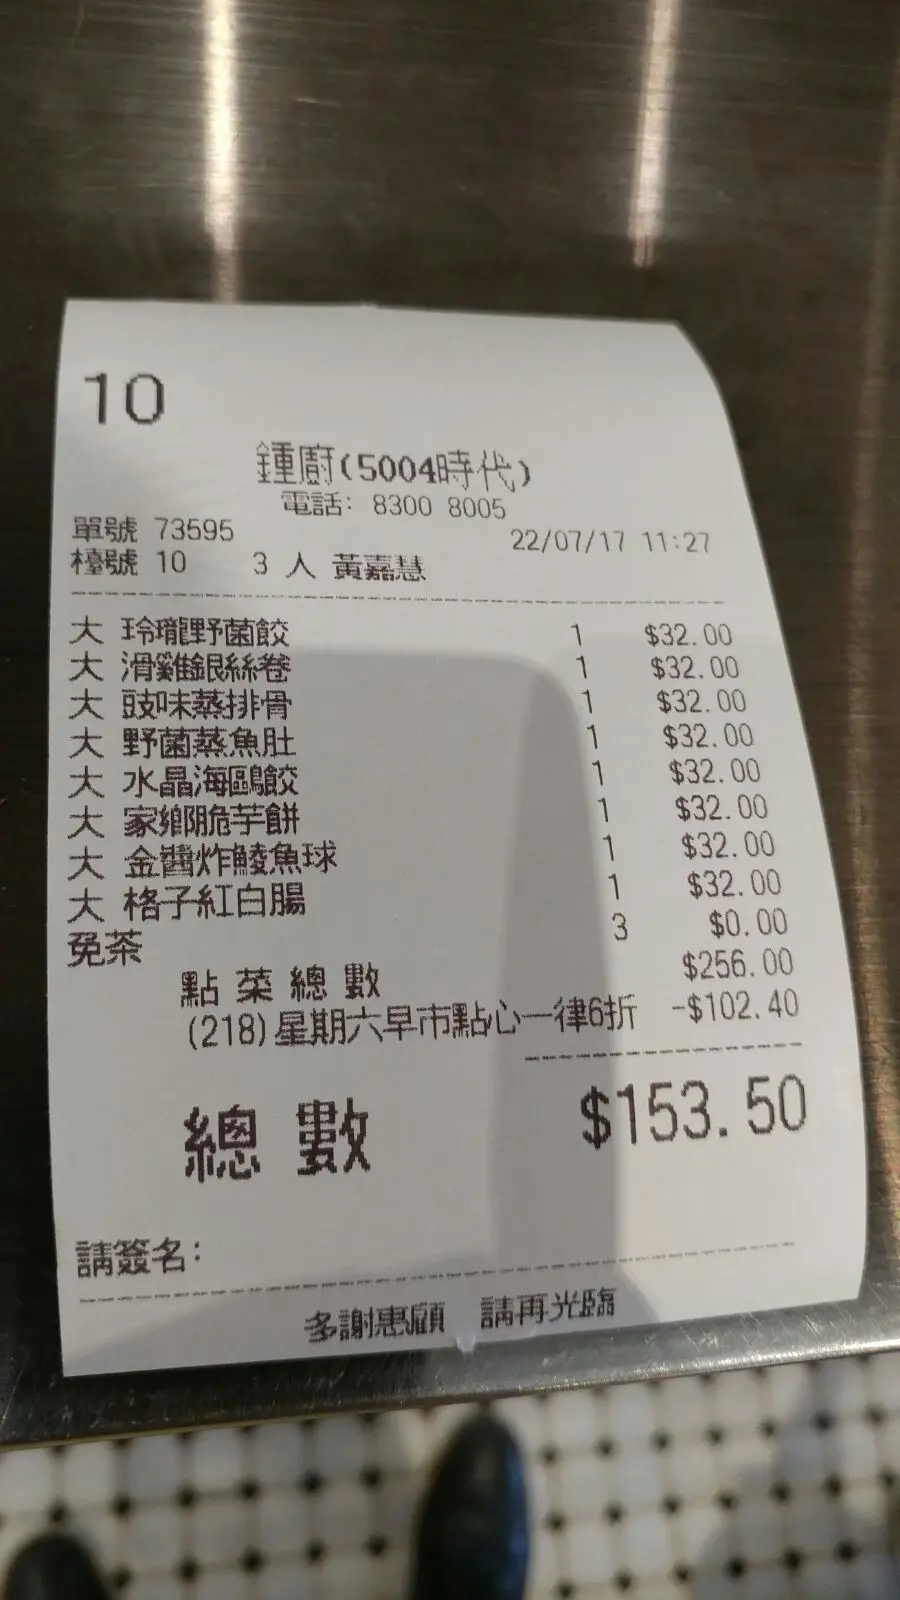 10
鍾廚(5004時代)
電話: 8300 8005
單號 73595 22/07/17 11:27
檯號 10 3 人 黃嘉慧
大 玲瓏野菌餃 1 $32.00
大 滑雞銀絲卷 1 $32.00
大 豉味蒸排骨 1 $32.00
大 野菌蒸魚肚 1 $32.00
大 水晶海鷗餃 1 $32.00
大 家鄉脆芋餅 1 $32.00
大 金醬炸鯪魚球 1 $32.00
大 格子紅白腸 1 $32.00
免茶 3 $0.00
點菜總數 $256.00
(218)星期六早市點心一律6折 -$102.40
總數 $153.50
請簽名:
多謝惠顧 請再光臨